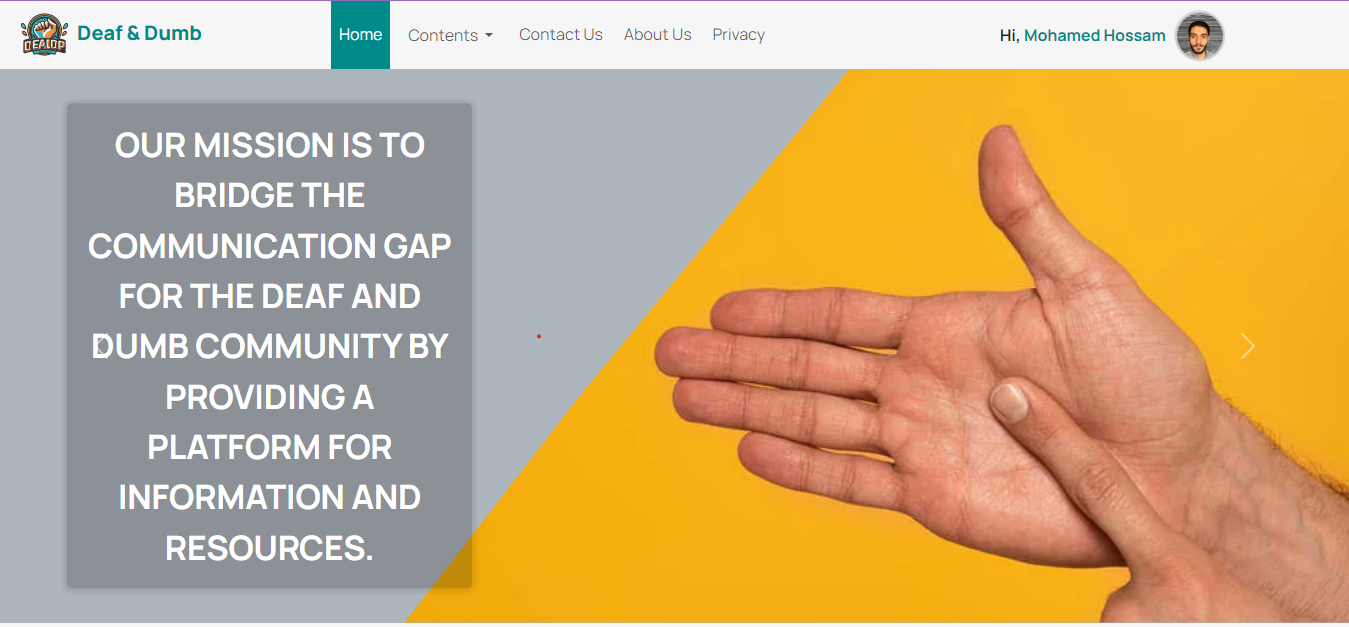 DEALDP
Deaf & Dumb
Home
Contents
Contact Us
About Us
Privacy
Hi, Mohamed Hossam
OUR MISSION IS TO
BRIDGE THE
COMMUNICATION GAP
FOR THE DEAF AND
DUMB COMMUNITY BY
PROVIDING A
PLATFORM FOR
INFORMATION AND
RESOURCES.